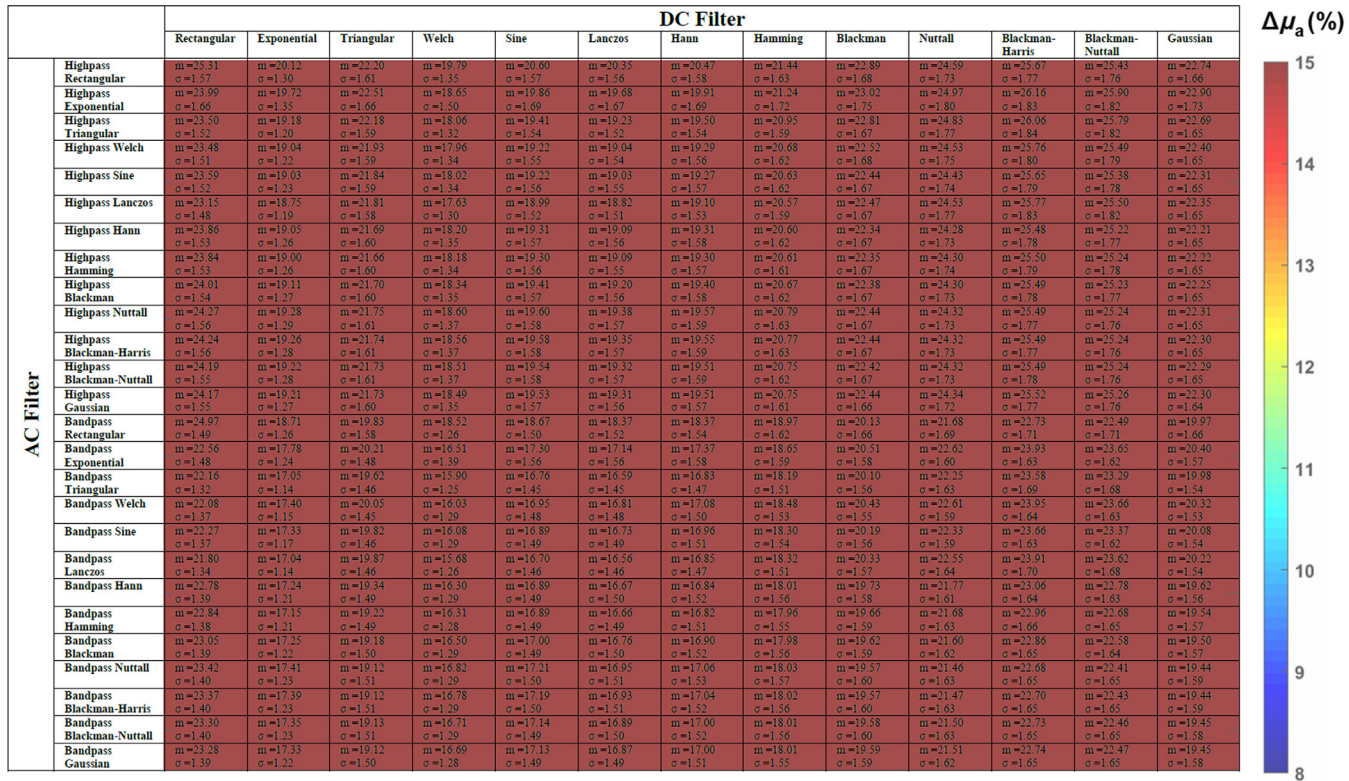 DC Filter
Δμa(%)
Rectangular Exponential Triangular Welch Sine Lanczos Hann Hamming Blackman Nuttall Blackman-Harris Blackman-Nuttall Gaussian
AC Filter
Highpass Rectangular m =25.31 m =20.12 m =22.20 m =19.79 m =20.60 m =20.35 m =20.47 m =21.44 m =22.89 m =24.59 m =25.67 m =25.43 m =22.74
σ =1.57 σ =1.30 σ =1.61 σ =1.35 σ =1.57 σ =1.56 σ =1.58 σ =1.63 σ =1.68 σ =1.73 σ =1.77 σ =1.76 σ =1.66
Highpass Exponential m =23.99 m =19.72 m =22.51 m =18.65 m =19.86 m =19.68 m =19.91 m =21.24 m =23.02 m =24.97 m =26.16 m =25.90 m =22.90
σ =1.66 σ =1.35 σ =1.66 σ =1.50 σ =1.69 σ =1.67 σ =1.69 σ =1.72 σ =1.75 σ =1.80 σ =1.83 σ =1.82 σ =1.73
Highpass Triangular m =23.50 m =19.18 m =22.18 m =18.06 m =19.41 m =19.23 m =19.50 m =20.95 m =22.81 m =24.83 m =26.06 m =25.79 m =22.69
σ =1.52 σ =1.20 σ =1.59 σ =1.32 σ =1.54 σ =1.52 σ =1.54 σ =1.59 σ =1.67 σ =1.77 σ =1.84 σ =1.82 σ =1.65
Highpass Welch m =23.48 m =19.04 m =21.93 m =17.96 m =19.22 m =19.04 m =19.29 m =20.68 m =22.52 m =24.53 m =25.76 m =25.49 m =22.40
σ =1.51 σ =1.22 σ =1.59 σ =1.34 σ =1.55 σ =1.54 σ =1.56 σ =1.62 σ =1.68 σ =1.75 σ =1.80 σ =1.79 σ =1.65
Highpass Sine m =23.59 m =19.03 m =21.84 m =18.02 m =19.22 m =19.03 m =19.27 m =20.63 m =22.44 m =24.43 m =25.65 m =25.38 m =22.31
σ =1.52 σ =1.23 σ =1.59 σ =1.34 σ =1.56 σ =1.55 σ =1.57 σ =1.62 σ =1.67 σ =1.74 σ =1.79 σ =1.78 σ =1.65
Highpass Lanczos m =23.15 m =18.75 m =21.81 m =17.63 m =18.99 m =18.82 m =19.10 m =20.57 m =22.47 m =24.53 m =25.77 m =25.50 m =22.35
σ =1.48 σ =1.19 σ =1.58 σ =1.30 σ =1.52 σ =1.51 σ =1.53 σ =1.59 σ =1.67 σ =1.77 σ =1.83 σ =1.82 σ =1.65
Highpass Hann m =23.86 m =19.05 m =21.69 m =18.20 m =19.31 m =19.09 m =19.31 m =20.60 m =22.34 m =24.28 m =25.48 m =25.22 m =22.21
σ =1.53 σ =1.26 σ =1.60 σ =1.35 σ =1.57 σ =1.56 σ =1.58 σ =1.62 σ =1.67 σ =1.73 σ =1.78 σ =1.77 σ =1.65
Highpass Hamming m =23.84 m =19.00 m =21.66 m =18.18 m =19.30 m =19.09 m =19.30 m =20.61 m =22.35 m =24.30 m =25.50 m =25.24 m =22.22
σ =1.53 σ =1.26 σ =1.60 σ =1.34 σ =1.56 σ =1.55 σ =1.57 σ =1.61 σ =1.67 σ =1.74 σ =1.79 σ =1.78 σ =1.65
Highpass Blackman m =24.01 m =19.11 m =21.70 m =18.34 m =19.41 m =19.20 m =19.40 m =20.67 m =22.38 m =24.30 m =25.49 m =25.23 m =22.25
σ =1.54 σ =1.27 σ =1.60 σ =1.35 σ =1.57 σ =1.56 σ =1.58 σ =1.62 σ =1.67 σ =1.73 σ =1.78 σ =1.77 σ =1.65
Highpass Nuttall m =24.27 m =19.28 m =21.75 m =18.60 m =19.60 m =19.38 m =19.57 m =20.79 m =22.44 m =24.32 m =25.49 m =25.24 m =22.31
σ =1.56 σ =1.29 σ =1.61 σ =1.37 σ =1.58 σ =1.57 σ =1.59 σ =1.63 σ =1.67 σ =1.73 σ =1.77 σ =1.76 σ =1.65
Highpass Blackman-Harris m =24.24 m =19.26 m =21.74 m =18.56 m =19.58 m =19.35 m =19.55 m =20.77 m =22.44 m =24.32 m =25.49 m =25.24 m =22.30
σ =1.56 σ =1.28 σ =1.61 σ =1.37 σ =1.58 σ =1.57 σ =1.59 σ =1.63 σ =1.67 σ =1.73 σ =1.77 σ =1.76 σ =1.65
Highpass Blackman-Nuttall m =24.19 m =19.22 m =21.73 m =18.51 m =19.54 m =19.32 m =19.51 m =20.75 m =22.42 m =24.32 m =25.49 m =25.24 m =22.29
σ =1.55 σ =1.28 σ =1.61 σ =1.37 σ =1.58 σ =1.57 σ =1.59 σ =1.62 σ =1.67 σ =1.73 σ =1.78 σ =1.76 σ =1.65
Highpass Gaussian m =24.17 m =19.21 m =21.73 m =18.49 m =19.53 m =19.31 m =19.51 m =20.75 m =22.44 m =24.34 m =25.52 m =25.26 m =22.30
σ =1.55 σ =1.27 σ =1.60 σ =1.35 σ =1.57 σ =1.56 σ =1.57 σ =1.61 σ =1.66 σ =1.72 σ =1.77 σ =1.76 σ =1.64
Bandpass Rectangular m =24.97 m =18.71 m =19.83 m =18.52 m =18.67 m =18.37 m =18.37 m =18.97 m =20.13 m =21.68 m =22.73 m =22.49 m =19.97
σ =1.49 σ =1.26 σ =1.58 σ =1.26 σ =1.50 σ =1.52 σ =1.54 σ =1.62 σ =1.66 σ =1.69 σ =1.71 σ =1.71 σ =1.66
Bandpass Exponential m =22.56 m =17.78 m =20.21 m =16.51 m =17.30 m =17.14 m =17.37 m =18.65 m =20.51 m =22.62 m =23.93 m =23.65 m =20.40
σ =1.48 σ =1.24 σ =1.48 σ =1.39 σ =1.56 σ =1.56 σ =1.58 σ =1.59 σ =1.58 σ =1.60 σ =1.63 σ =1.62 σ =1.57
Bandpass Triangular m =22.16 m =17.05 m =19.62 m =15.90 m =16.76 m =16.59 m =16.83 m =18.19 m =20.10 m =22.25 m =23.58 m =23.29 m =19.98
σ =1.32 σ =1.14 σ =1.46 σ =1.25 σ =1.45 σ =1.45 σ =1.47 σ =1.51 σ =1.56 σ =1.63 σ =1.69 σ =1.68 σ =1.54
Bandpass Welch m =22.08 m =17.40 m =20.05 m =16.03 m =16.95 m =16.81 m =17.08 m =18.48 m =20.43 m =22.61 m =23.95 m =23.66 m =20.32
σ =1.37 σ =1.15 σ =1.45 σ =1.29 σ =1.48 σ =1.48 σ =1.50 σ =1.53 σ =1.55 σ =1.59 σ =1.64 σ =1.63 σ =1.53
Bandpass Sine m =22.27 m =17.33 m =19.82 m =16.08 m =16.89 m =16.73 m =16.96 m =18.30 m =20.19 m =22.33 m =23.66 m =23.37 m =20.08
σ =1.37 σ =1.17 σ =1.46 σ =1.29 σ =1.49 σ =1.49 σ =1.51 σ =1.54 σ =1.56 σ =1.59 σ =1.63 σ =1.62 σ =1.54
Bandpass Lanczos m =21.80 m =17.04 m =19.87 m =15.68 m =16.70 m =16.56 m =16.85 m =18.32 m =20.33 m =22.55 m =23.91 m =23.62 m =20.22
σ =1.34 σ =1.14 σ =1.46 σ =1.26 σ =1.46 σ =1.46 σ =1.47 σ =1.51 σ =1.57 σ =1.64 σ =1.70 σ =1.68 σ =1.54
Bandpass Hann m =22.78 m =17.24 m =19.34 m =16.30 m =16.89 m =16.67 m =16.84 m =18.01 m =19.73 m =21.77 m =23.06 m =22.78 m =19.62
σ =1.39 σ =1.21 σ =1.49 σ =1.29 σ =1.49 σ =1.50 σ =1.52 σ =1.56 σ =1.58 σ =1.61 σ =1.64 σ =1.63 σ =1.56
Bandpass Hamming m =22.84 m =17.15 m =19.22 m =16.31 m =16.89 m =16.66 m =16.82 m =17.96 m =19.66 m =21.68 m =22.96 m =22.68 m =19.54
σ =1.38 σ =1.21 σ =1.49 σ =1.28 σ =1.49 σ =1.49 σ =1.51 σ =1.55 σ =1.59 σ =1.63 σ =1.66 σ =1.65 σ =1.57
Bandpass Blackman m =23.05 m =17.25 m =19.18 m =16.50 m =17.00 m =16.76 m =16.90 m =17.98 m =19.62 m =21.60 m =22.86 m =22.58 m =19.50
σ =1.39 σ =1.22 σ =1.50 σ =1.29 σ =1.49 σ =1.50 σ =1.52 σ =1.56 σ =1.59 σ =1.62 σ =1.65 σ =1.64 σ =1.57
Bandpass Nuttall m =23.42 m =17.41 m =19.12 m =16.82 m =17.21 m =16.95 m =17.06 m =18.03 m =19.57 m =21.46 m =22.68 m =22.41 m =19.44
σ =1.40 σ =1.23 σ =1.51 σ =1.29 σ =1.50 σ =1.51 σ =1.53 σ =1.57 σ =1.60 σ =1.63 σ =1.65 σ =1.65 σ =1.59
Bandpass Blackman-Harris m =23.37 m =17.39 m =19.12 m =16.78 m =17.19 m =16.93 m =17.04 m =18.02 m =19.57 m =21.47 m =22.70 m =22.43 m =19.44
σ =1.40 σ =1.23 σ =1.51 σ =1.29 σ =1.50 σ =1.51 σ =1.52 σ =1.56 σ =1.60 σ =1.63 σ =1.65 σ =1.65 σ =1.59
Bandpass Blackman-Nuttall m =23.30 m =17.35 m =19.13 m =16.71 m =17.14 m =16.89 m =17.00 m =18.01 m =19.58 m =21.50 m =22.73 m =22.46 m =19.45
σ =1.40 σ =1.23 σ =1.51 σ =1.29 σ =1.49 σ =1.50 σ =1.52 σ =1.56 σ =1.60 σ =1.63 σ =1.65 σ =1.65 σ =1.58
Bandpass Gaussian m =23.28 m =17.33 m =19.12 m =16.69 m =17.13 m =16.87 m =17.00 m =18.01 m =19.59 m =21.51 m =22.74 m =22.47 m =19.45
σ =1.39 σ =1.22 σ =1.50 σ =1.28 σ =1.49 σ =1.49 σ =1.51 σ =1.55 σ =1.59 σ =1.62 σ =1.65 σ =1.65 σ =1.58
15
14
13
12
11
10
9
8